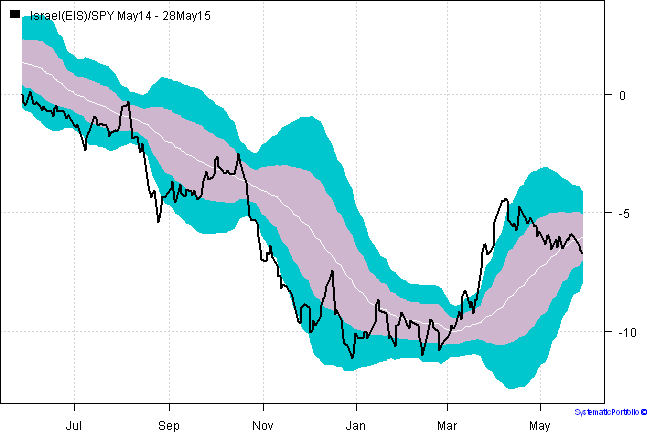 Israel(EIS)/SPY May14 - 28May15
0
-5
-10
Jul Sep Nov Jan Mar May
SystematicPortfolio ©